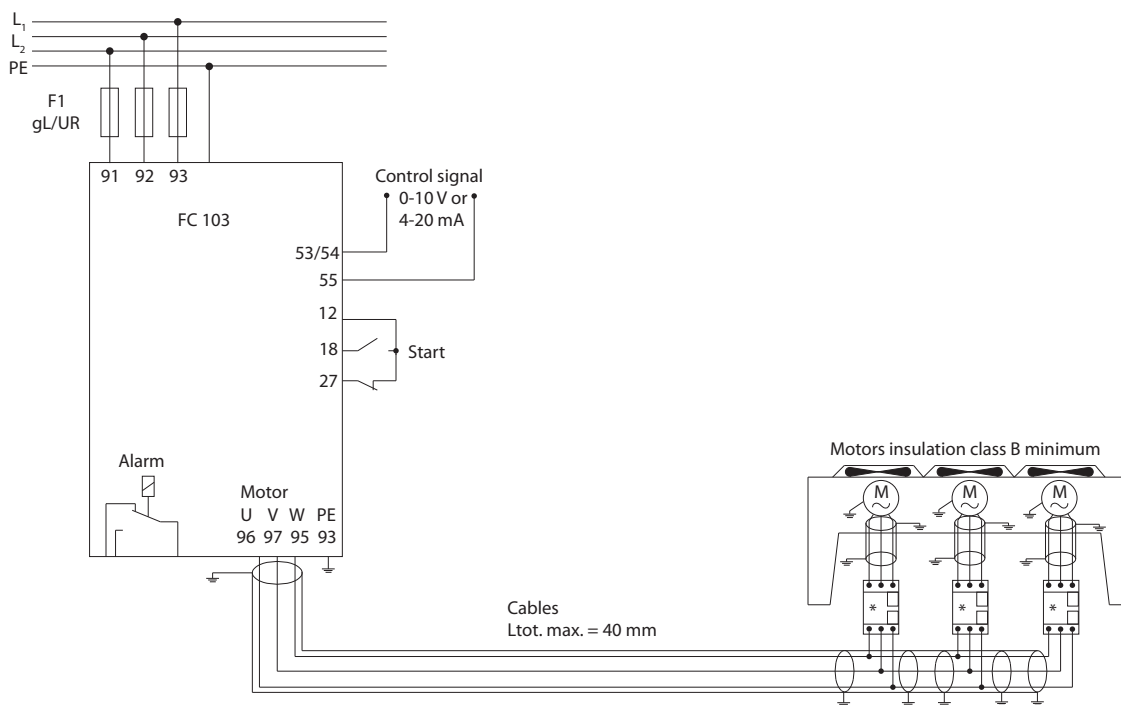 L1
L2
PE
F1
gL/UR
91 92 93
Control signal
0-10 V or
4-20 mA
FC 103
53/54
55
12
18
Start
27
Motors insulation class B minimum
Alarm
M M M
Motor
U V W PE
96 97 95 93
Cables
Ltot. max. = 40 mm
* * *